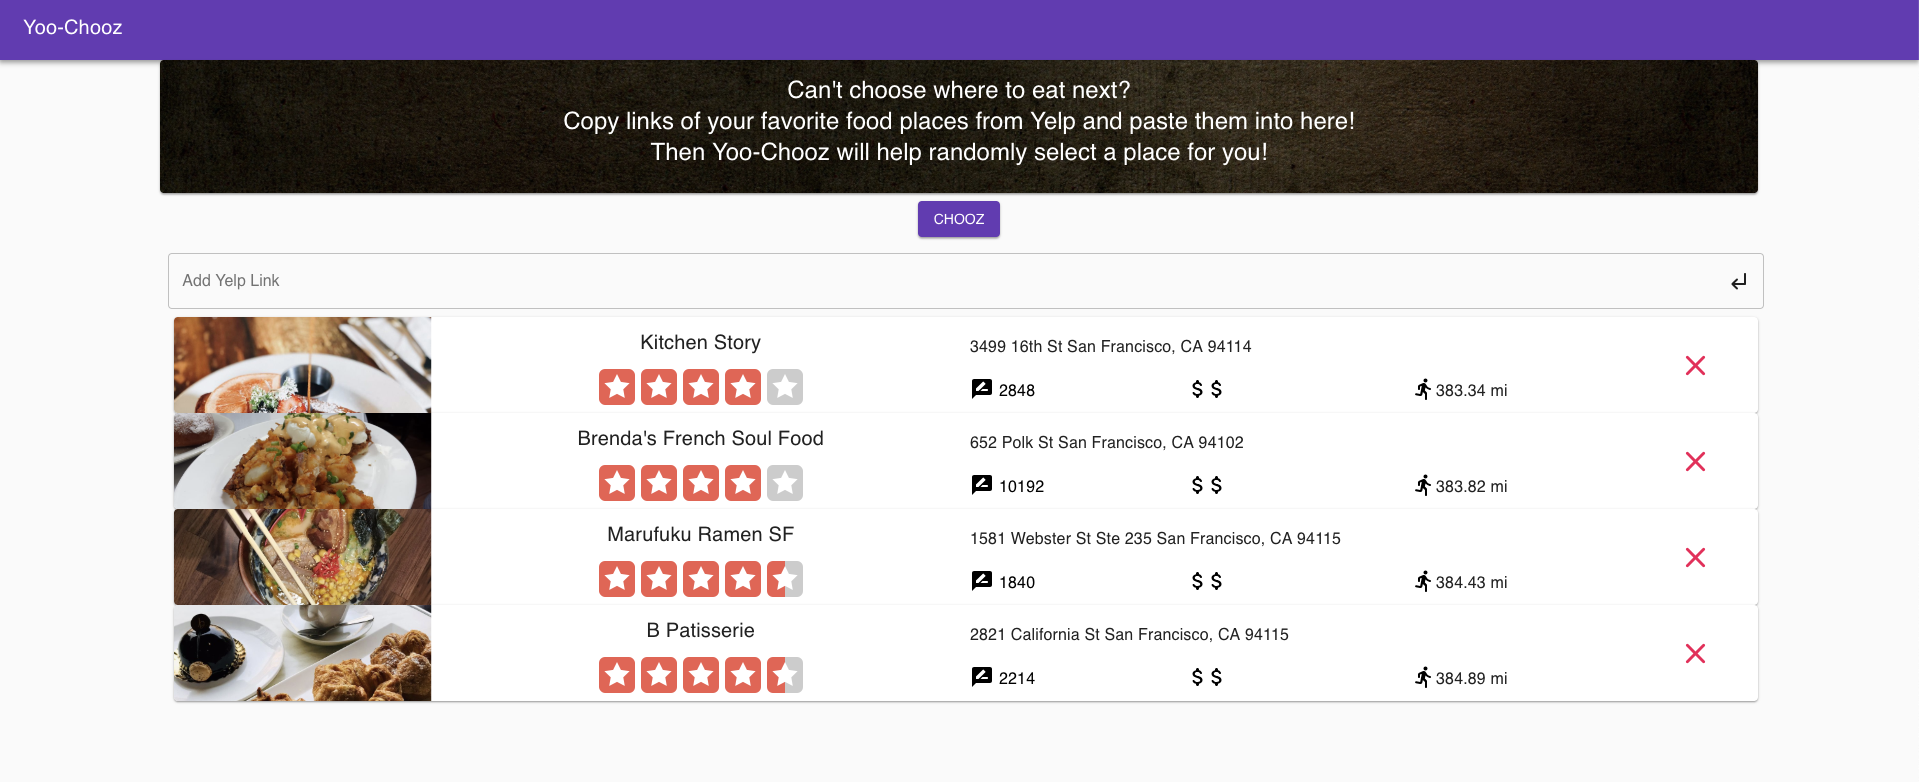 Yoo-Chooz
Can't choose where to eat next?
Copy links of your favorite food places from Yelp and paste them into here!
Then Yoo-Chooz will help randomly select a place for you!
CHOOZ
Add Yelp Link
Kitchen Story
3499 16th St San Francisco, CA 94114
2848 $ $ 383.34 mi
Brenda's French Soul Food
652 Polk St San Francisco, CA 94102
10192 $ $ 383.82 mi
Marufuku Ramen SF
1581 Webster St Ste 235 San Francisco, CA 94115
1840 $ $ 384.43 mi
B Patisserie
2821 California St San Francisco, CA 94115
2214 $ $ 384.89 mi